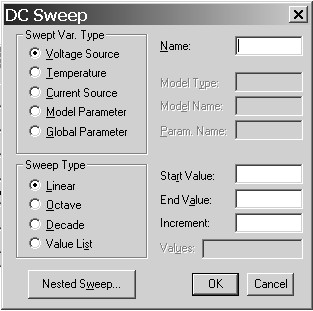 DC Sweep
Swept Var. Type
Voltage Source
Temperature
Current Source
Model Parameter
Global Parameter
Name:
Model Type:
Model Name:
Param. Name:
Sweep Type
Linear
Octave
Decade
Value List
Start Value:
End Value:
Increment:
Values:
Nested Sweep...
OK
Cancel